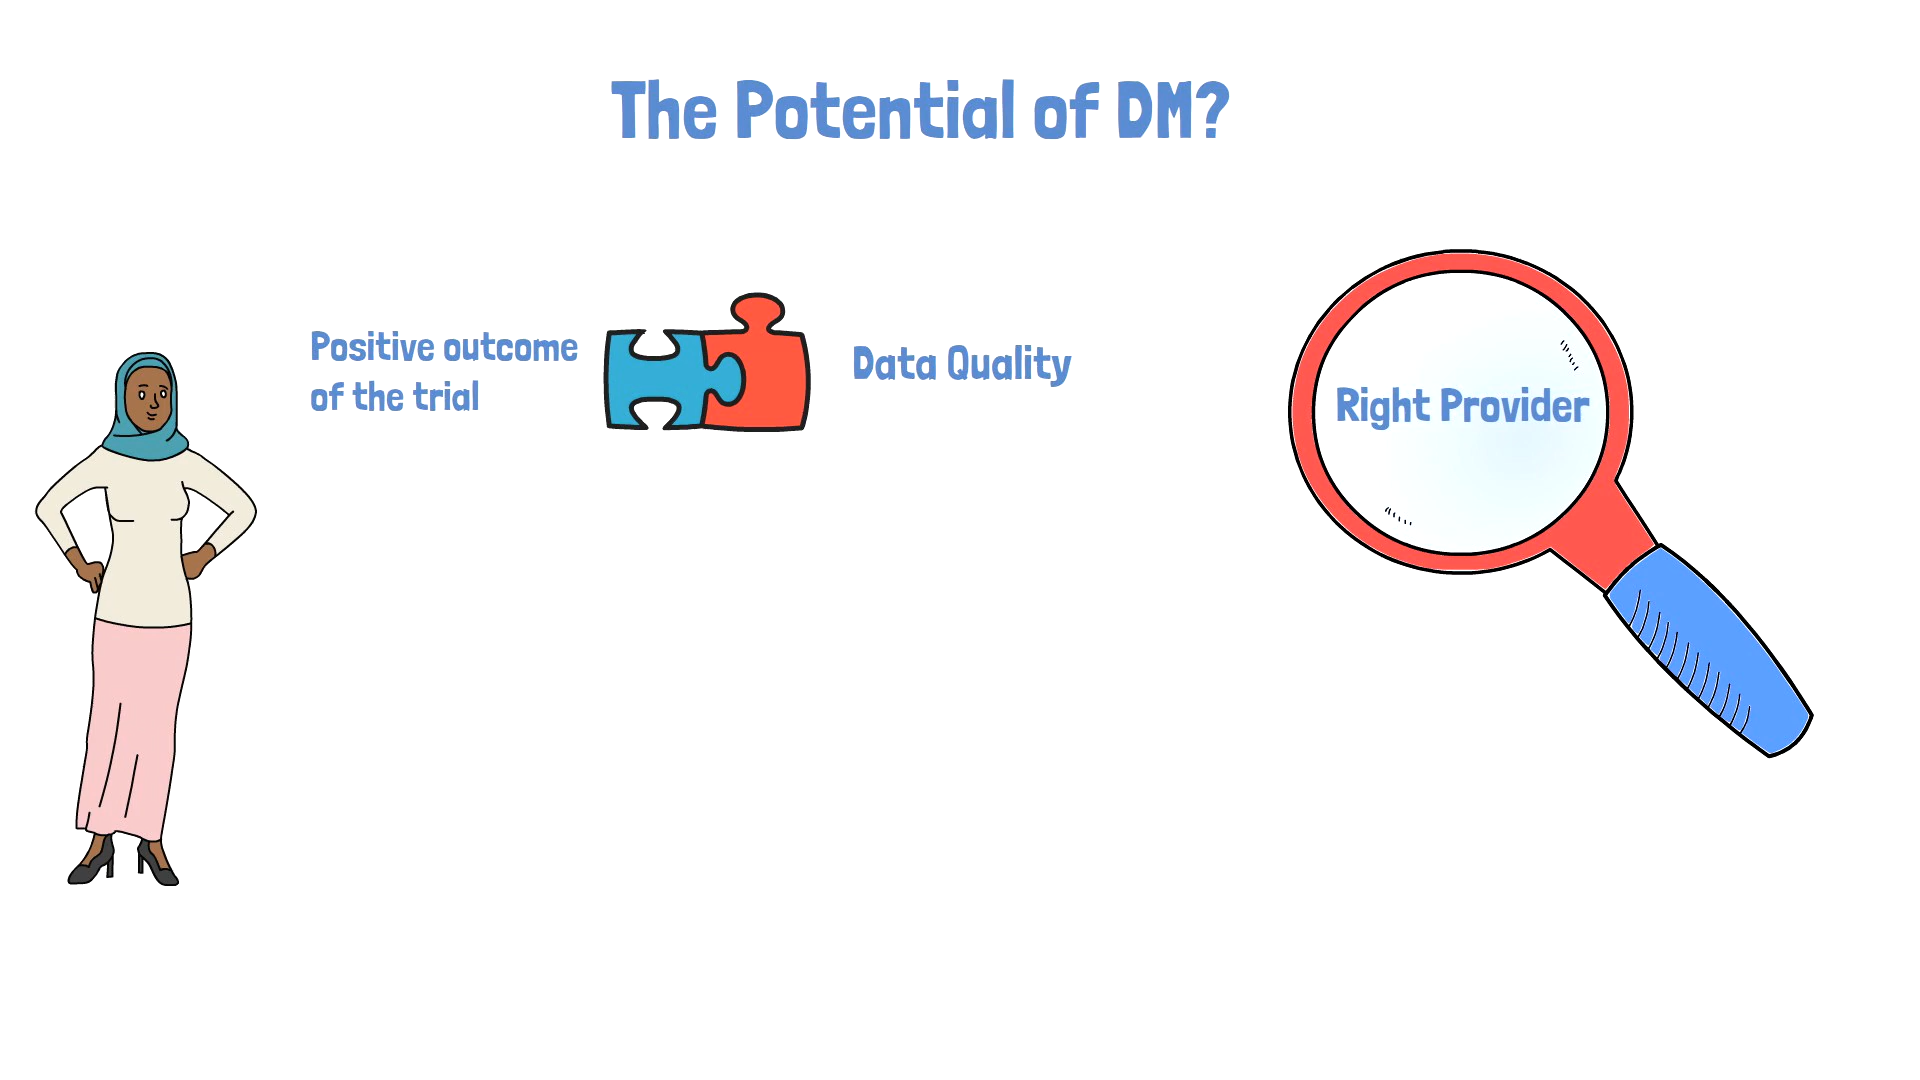 The Potential of DM?
Positive outcome
of the trial
Data Quality
Right Provider